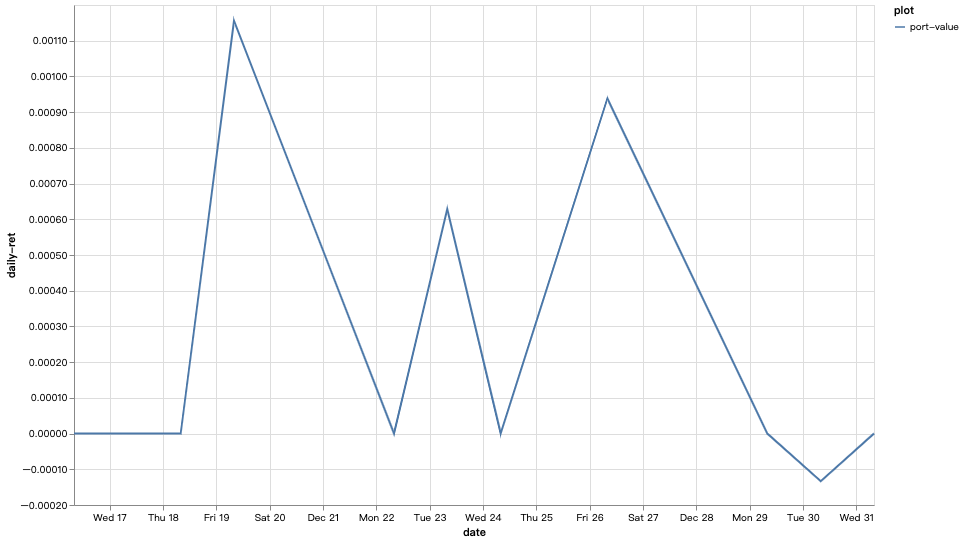 plot
port-value
0.00110
0.00100
0.00090
0.00080
0.00070
0.00060
0.00050
0.00040
0.00030
0.00020
0.00010
0.00000
−0.00010
−0.00020
daily-ret
Wed 17 Thu 18 Fri 19 Sat 20 Dec 21 Mon 22 Tue 23 Wed 24 Thu 25 Fri 26 Sat 27 Dec 28 Mon 29 Tue 30 Wed 31
date